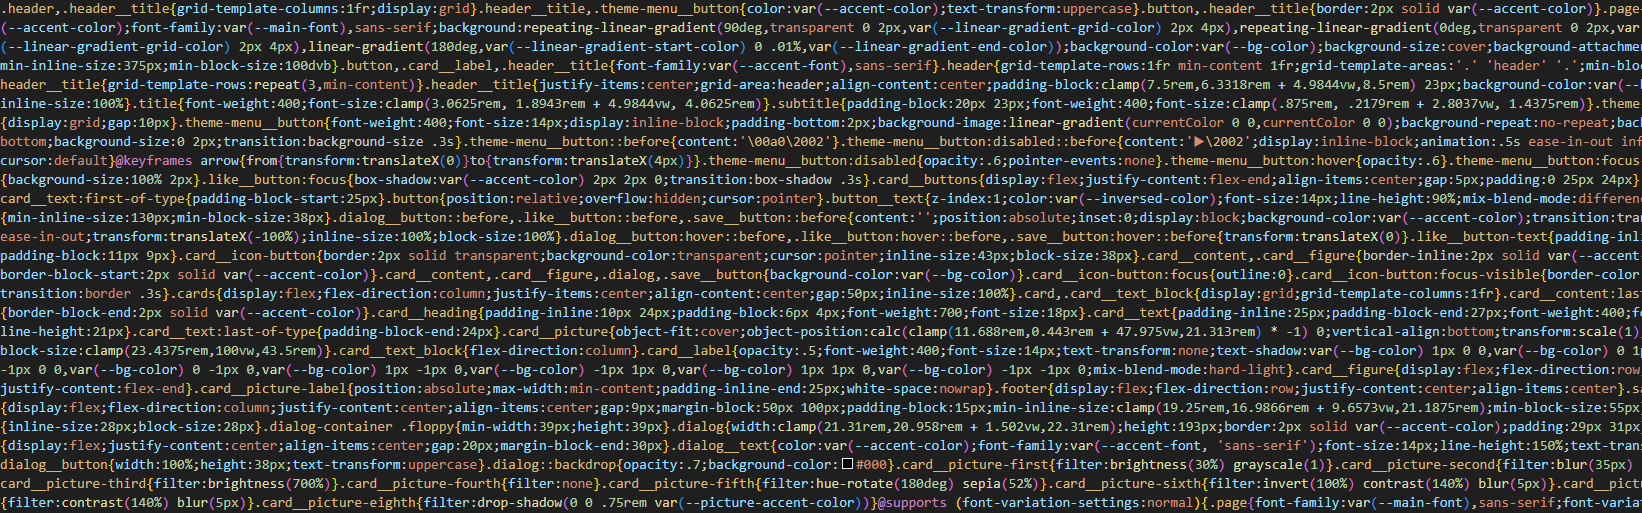 .header,.header__title{grid-template-columns:1fr;display:grid}.header__title,.theme-menu__button{color:var(--accent-color);text-transform:uppercase}.button,.header__title{border:2px solid var(--accent-color)}.page
(--accent-color);font-family:var(--main-font),sans-serif;background:repeating-linear-gradient(90deg,transparent 0 2px,var(--linear-gradient-grid-color) 2px 4px),repeating-linear-gradient(0deg,transparent 0 2px,var
(--linear-gradient-grid-color) 2px 4px),linear-gradient(180deg,var(--linear-gradient-start-color) 0 .01%,var(--linear-gradient-end-color));background-color:var(--bg-color);background-size:cover;background-attachm
min-inline-size:375px;min-block-size:100dvb}.button,.card__label,.header__title{font-family:var(--accent-font),sans-serif}.header{grid-template-rows:1fr min-content 1fr;grid-template-areas:'.' 'header' '.';min-blo
header__title{grid-template-rows:repeat(3,min-content)}.header__title{justify-items:center;grid-area:header;align-content:center;padding-block:clamp(7.5rem,6.3318rem + 4.9844vw,8.5rem) 23px;background-color:var(--b
inline-size:100%}.title{font-weight:400;font-size:clamp(3.0625rem, 1.8943rem + 4.9844vw, 4.0625rem)}.subtitle{padding-block:20px 23px;font-weight:400;font-size:clamp(.875rem, .2179rem + 2.8037vw, 1.4375rem)}.theme
{display:grid;gap:10px}.theme-menu__button{font-weight:400;font-size:14px;display:inline-block;padding-bottom:2px;background-image:linear-gradient(currentColor 0 0,currentColor 0 0);background-repeat:no-repeat;bac
bottom;background-size:0 2px;transition:background-size .3s}.theme-menu__button::before{content:'\00a0\2002'}.theme-menu__button:disabled::before{content:'▶\2002';display:inline-block;animation:.5s ease-in-out inf
cursor:default}@keyframes arrow{from{transform:translateX(0)}to{transform:translateX(4px)}}.theme-menu__button:disabled{opacity:.6;pointer-events:none}.theme-menu__button:hover{opacity:.6}.theme-menu__button:focus
{background-size:100% 2px}.like__button:focus{box-shadow:var(--accent-color) 2px 2px 0;transition:box-shadow .3s}.card__buttons{display:flex;justify-content:flex-end;align-items:center;gap:5px;padding:0 25px 24px}
card__text:first-of-type{padding-block-start:25px}.button{position:relative;overflow:hidden;cursor:pointer}.button__text{z-index:1;color:var(--inversed-color);font-size:14px;line-height:90%;mix-blend-mode:differen
{min-inline-size:130px;min-block-size:38px}.dialog__button::before,.like__button::before,.save__button::before{content:'';position:absolute;inset:0;display:block;background-color:var(--accent-color);transition:tra
ease-in-out;transform:translateX(-100%);inline-size:100%;block-size:100%}.dialog__button:hover::before,.like__button:hover::before,.save__button:hover::before{transform:translateX(0)}.like__button-text{padding-inl
padding-block:11px 9px}.card__icon-button{border:2px solid transparent;background-color:transparent;cursor:pointer;inline-size:43px;block-size:38px}.card__content,.card__figure{border-inline:2px solid var(--accent-
border-block-start:2px solid var(--accent-color)}.card__content,.card__figure,.dialog,.save__button{background-color:var(--bg-color)}.card__icon-button:focus{outline:0}.card__icon-button:focus-visible{border-color:
transition:border .3s}.cards{display:flex;flex-direction:column;justify-items:center;align-content:center;gap:50px;inline-size:100%}.card,.card__text_block{display:grid;grid-template-columns:1fr}.card__content:last
{border-block-end:2px solid var(--accent-color)}.card__heading{padding-inline:10px 24px;padding-block:6px 4px;font-weight:700;font-size:18px}.card__text{padding-inline:25px;padding-block-end:27px;font-weight:400;fo
line-height:21px}.card__text:last-of-type{padding-block-end:24px}.card__picture{object-fit:cover;object-position:calc(clamp(11.688rem,0.443rem + 47.975vw,21.313rem) * -1) 0;vertical-align:bottom;transform:scale(1)
block-size:clamp(23.4375rem,100vw,43.5rem)}.card__text_block{flex-direction:column}.card__label{opacity:.5;font-weight:400;font-size:14px;text-transform:none;text-shadow:var(--bg-color) 1px 0 0,var(--bg-color) 0 1p
-1px 0 0,var(--bg-color) 0 -1px 0,var(--bg-color) 1px -1px 0,var(--bg-color) -1px 1px 0,var(--bg-color) 1px 1px 0,var(--bg-color) -1px -1px 0;mix-blend-mode:hard-light}.card__figure{display:flex;flex-direction:row
justify-content:flex-end}.card__picture-label{position:absolute;max-width:min-content;padding-inline-end:25px;white-space:nowrap}.footer{display:flex;flex-direction:row;justify-content:center;align-items:center}.s
{display:flex;flex-direction:column;justify-content:center;align-items:center;gap:9px;margin-block:50px 100px;padding-block:15px;min-inline-size:clamp(19.25rem,16.9866rem + 9.6573vw,21.1875rem);min-block-size:55px
{inline-size:28px;block-size:28px}.dialog-container .floppy{min-width:39px;height:39px}.dialog{width:clamp(21.31rem,20.958rem + 1.502vw,22.31rem);height:193px;border:2px solid var(--accent-color);padding:29px 31px
{display:flex;justify-content:center;align-items:center;gap:20px;margin-block-end:30px}.dialog__text{color:var(--accent-color);font-family:var(--accent-font, 'sans-serif');font-size:14px;line-height:150%;text-tran
dialog__button{width:100%;height:38px;text-transform:uppercase}.dialog::backdrop{opacity:.7;background-color:#000}.card__picture-first{filter:brightness(30%) grayscale(1)}.card__picture-second{filter:blur(35px)
card__picture-third{filter:brightness(700%)}.card__picture-fourth{filter:none}.card__picture-fifth{filter:hue-rotate(180deg) sepia(52%)}.card__picture-sixth{filter:invert(100%) contrast(140%) blur(5px)}.card__pict
{filter:contrast(140%) blur(5px)}.card__picture-eighth{filter:drop-shadow(0 0 .75rem var(--picture-accent-color))}@supports (font-variation-settings:normal){.page{font-family:var(--main-font),sans-serif;font-varia